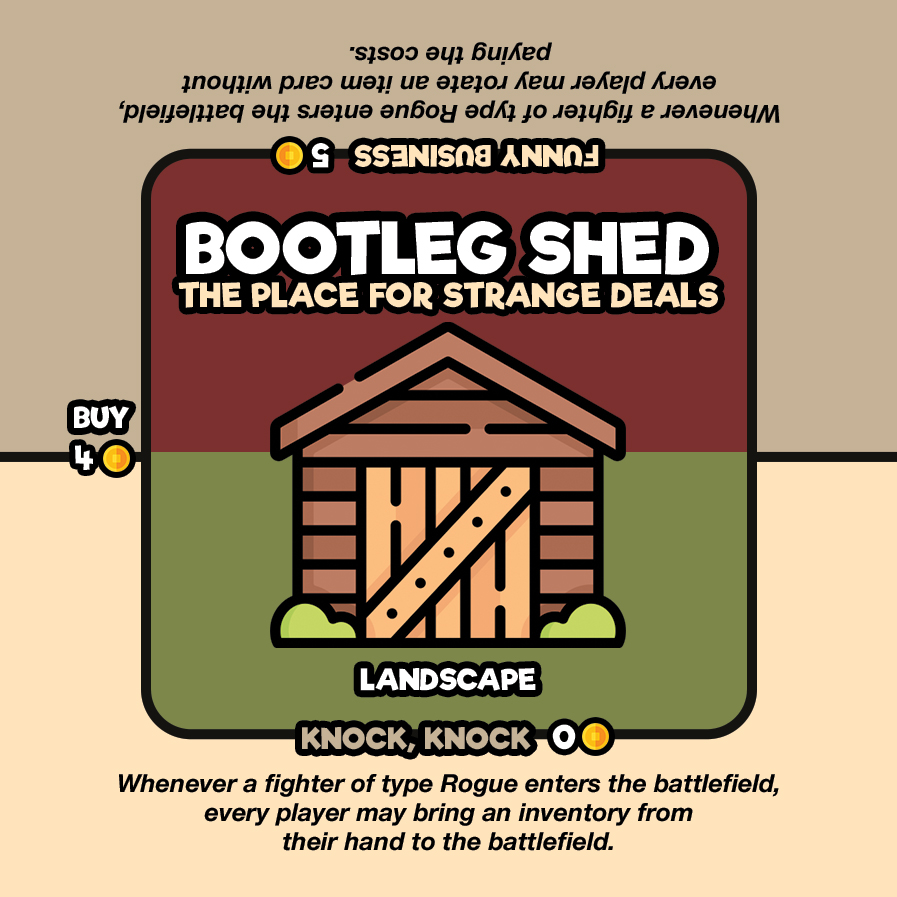 Whenever a fighter of type Rogue enters the battlefield,
every player may rotate an item card without
paying the costs.
FUNNY BUSINESS 5
BOOTLEG SHED
THE PLACE FOR STRANGE DEALS
BUY
4
LANDSCAPE
KNOCK, KNOCK 0
Whenever a fighter of type Rogue enters the battlefield,
every player may bring an inventory from
their hand to the battlefield.